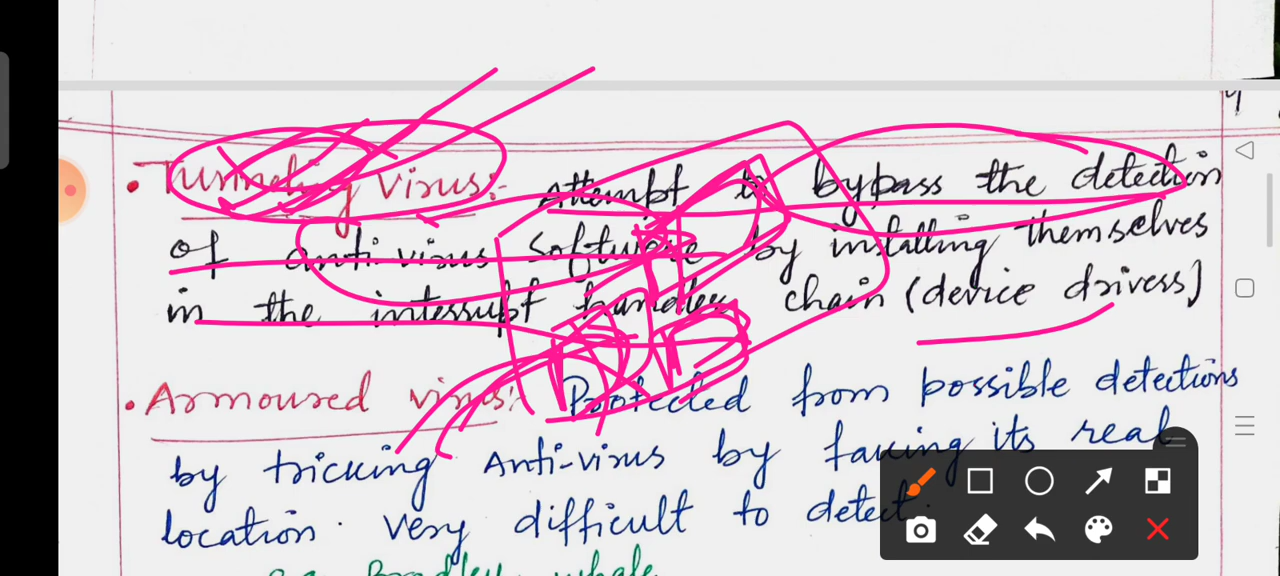 • Tunneling Virus:- Attempt to bypass the detection
of anti-virus software by installing themselves
in the interrupt handler chain (device drivers)
• Armoured virus:- Protected from possible detections
by tricking Anti-virus by faking its real
location. Very difficult to detect.
e.g. Bradley, whale